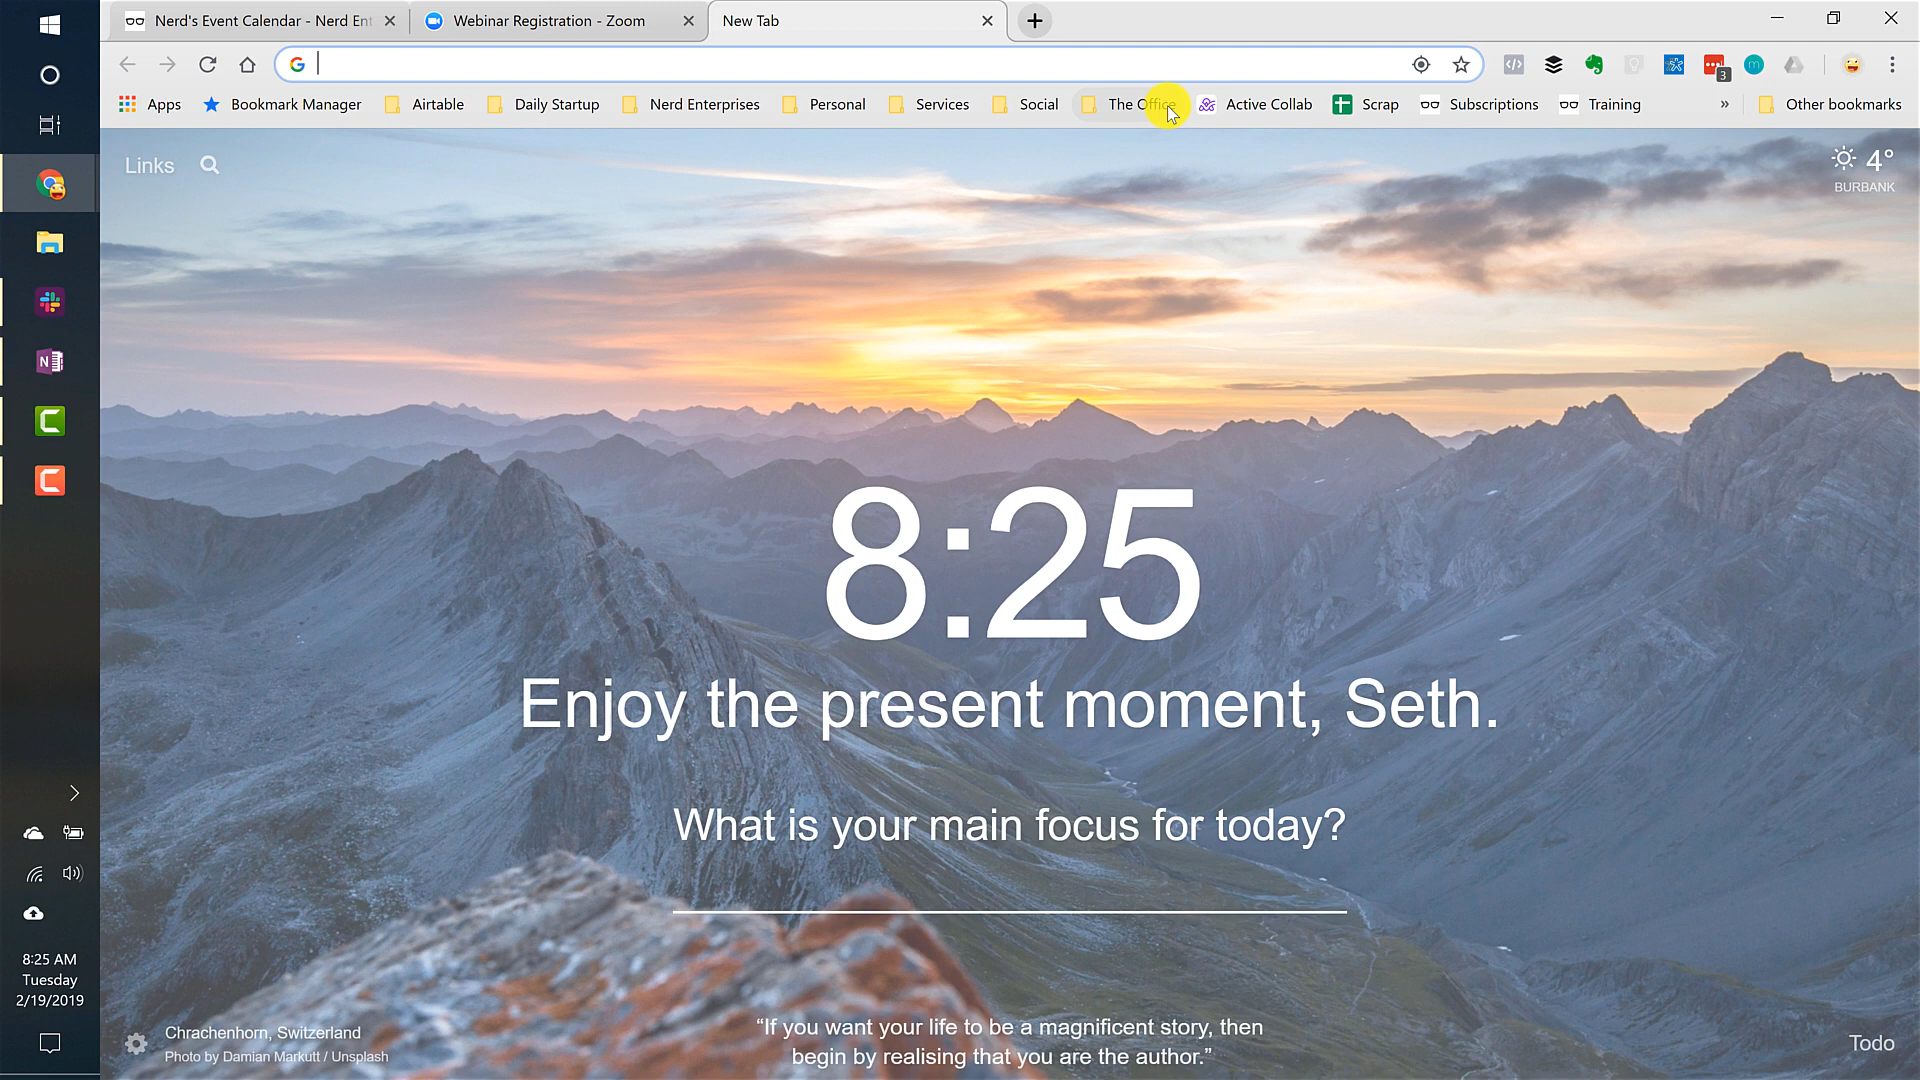 Nerd's Event Calendar - Nerd Ent
Webinar Registration - Zoom
New Tab
Apps
Bookmark Manager
Airtable
Daily Startup
Nerd Enterprises
Personal
Services
Social
The Office
Active Collab
Scrap
Subscriptions
Training
»
Other bookmarks
3
Links
4°
BURBANK
8:25
Enjoy the present moment, Seth.
What is your main focus for today?
8:25 AM
Tuesday
2/19/2019
Chrachenhorn, Switzerland
Photo by Damian Markutt / Unsplash
“If you want your life to be a magnificent story, then
begin by realising that you are the author.”
Todo